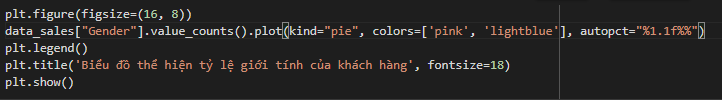 plt.figure(figsize=(16, 8))
data_sales["Gender"].value_counts().plot(kind="pie", colors=['pink', 'lightblue'], autopct="%1.1f%%")
plt.legend()
plt.title('Biểu đồ thể hiện tỷ lệ giới tính của khách hàng', fontsize=18)
plt.show()